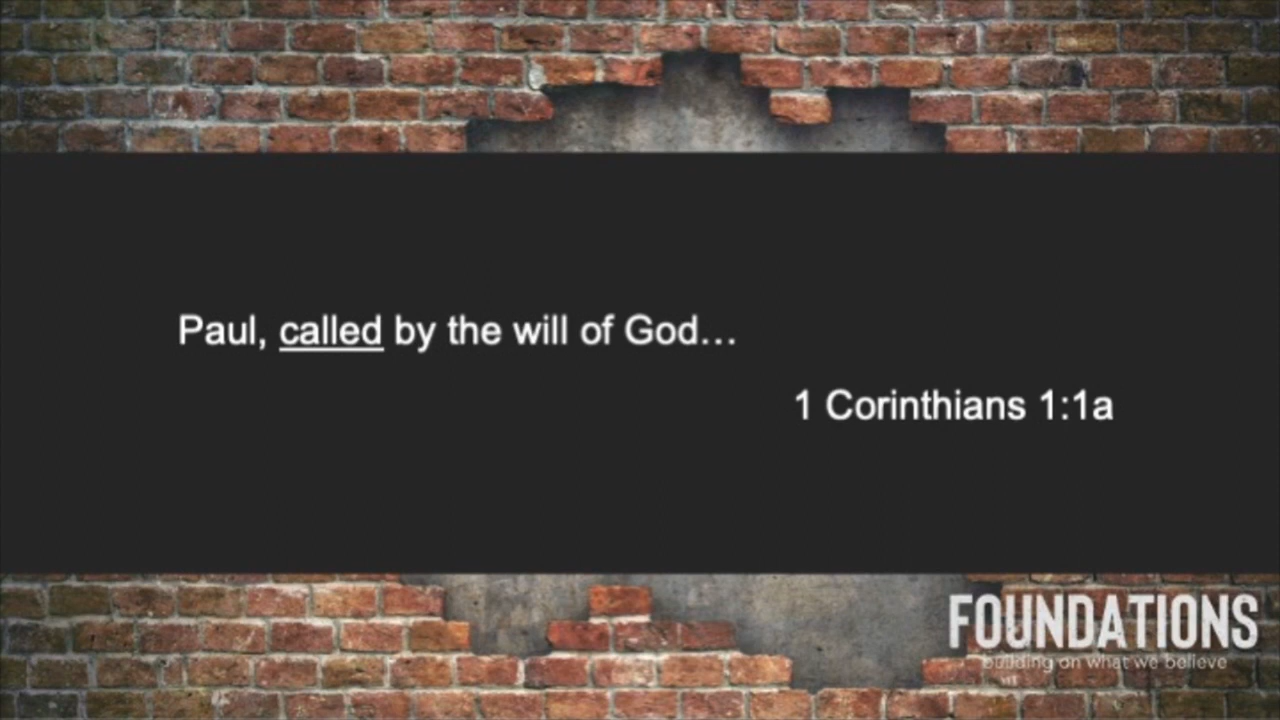 Paul, called by the will of God…
1 Corinthians 1:1a
FOUNDATIONS
building on what we believe